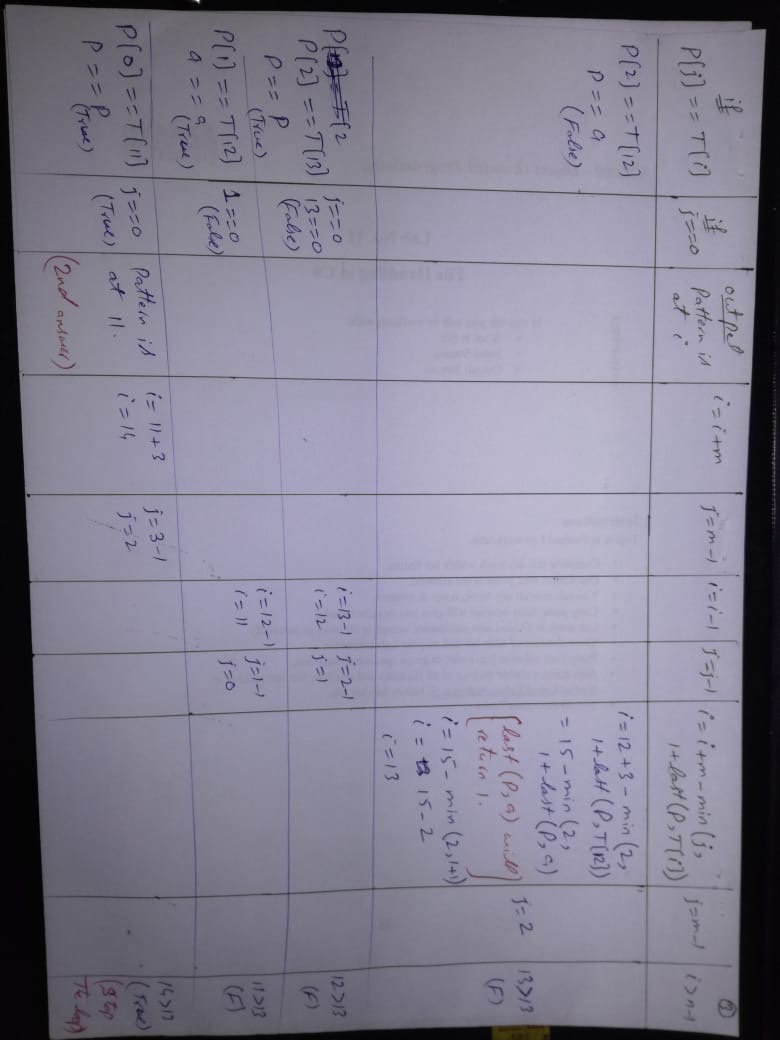 ②
if
P[j] == T[i]
if
j==0
output
Pattern is
at i
i=i+m
j=m-1
i=i-1
j=j-1
i=i+m-min(j,
1+last(P,T[i])
j=m-1
i>n-1
P[2] ==T[12]
P == a
(False)
i=12+3- min(2,
1+last(P,T[12])
= 15-min(2,
1+last(P,a)
[last (P,a) will
return 1.]
i=15- min(2,1+1)
i = 15-2
i=13
j=2
13>13
(F)
P[2] ==T[13]
P == P
(True)
j==0
13==0
(False)
i=13-1
i=12
j=2-1
j=1
12>13
(F)
P[1] == T[12]
a == a
(True)
1==0
(False)
i=12-1
i=11
j=1-1
j=0
11>13
(F)
P[0] ==T[11]
P == P
(True)
j==0
(True)
Pattern is
at 11.
(2nd answer)
i= 11+3
i=14
j=3-1
j=2
14>13
(True)
(Stop
The loop)